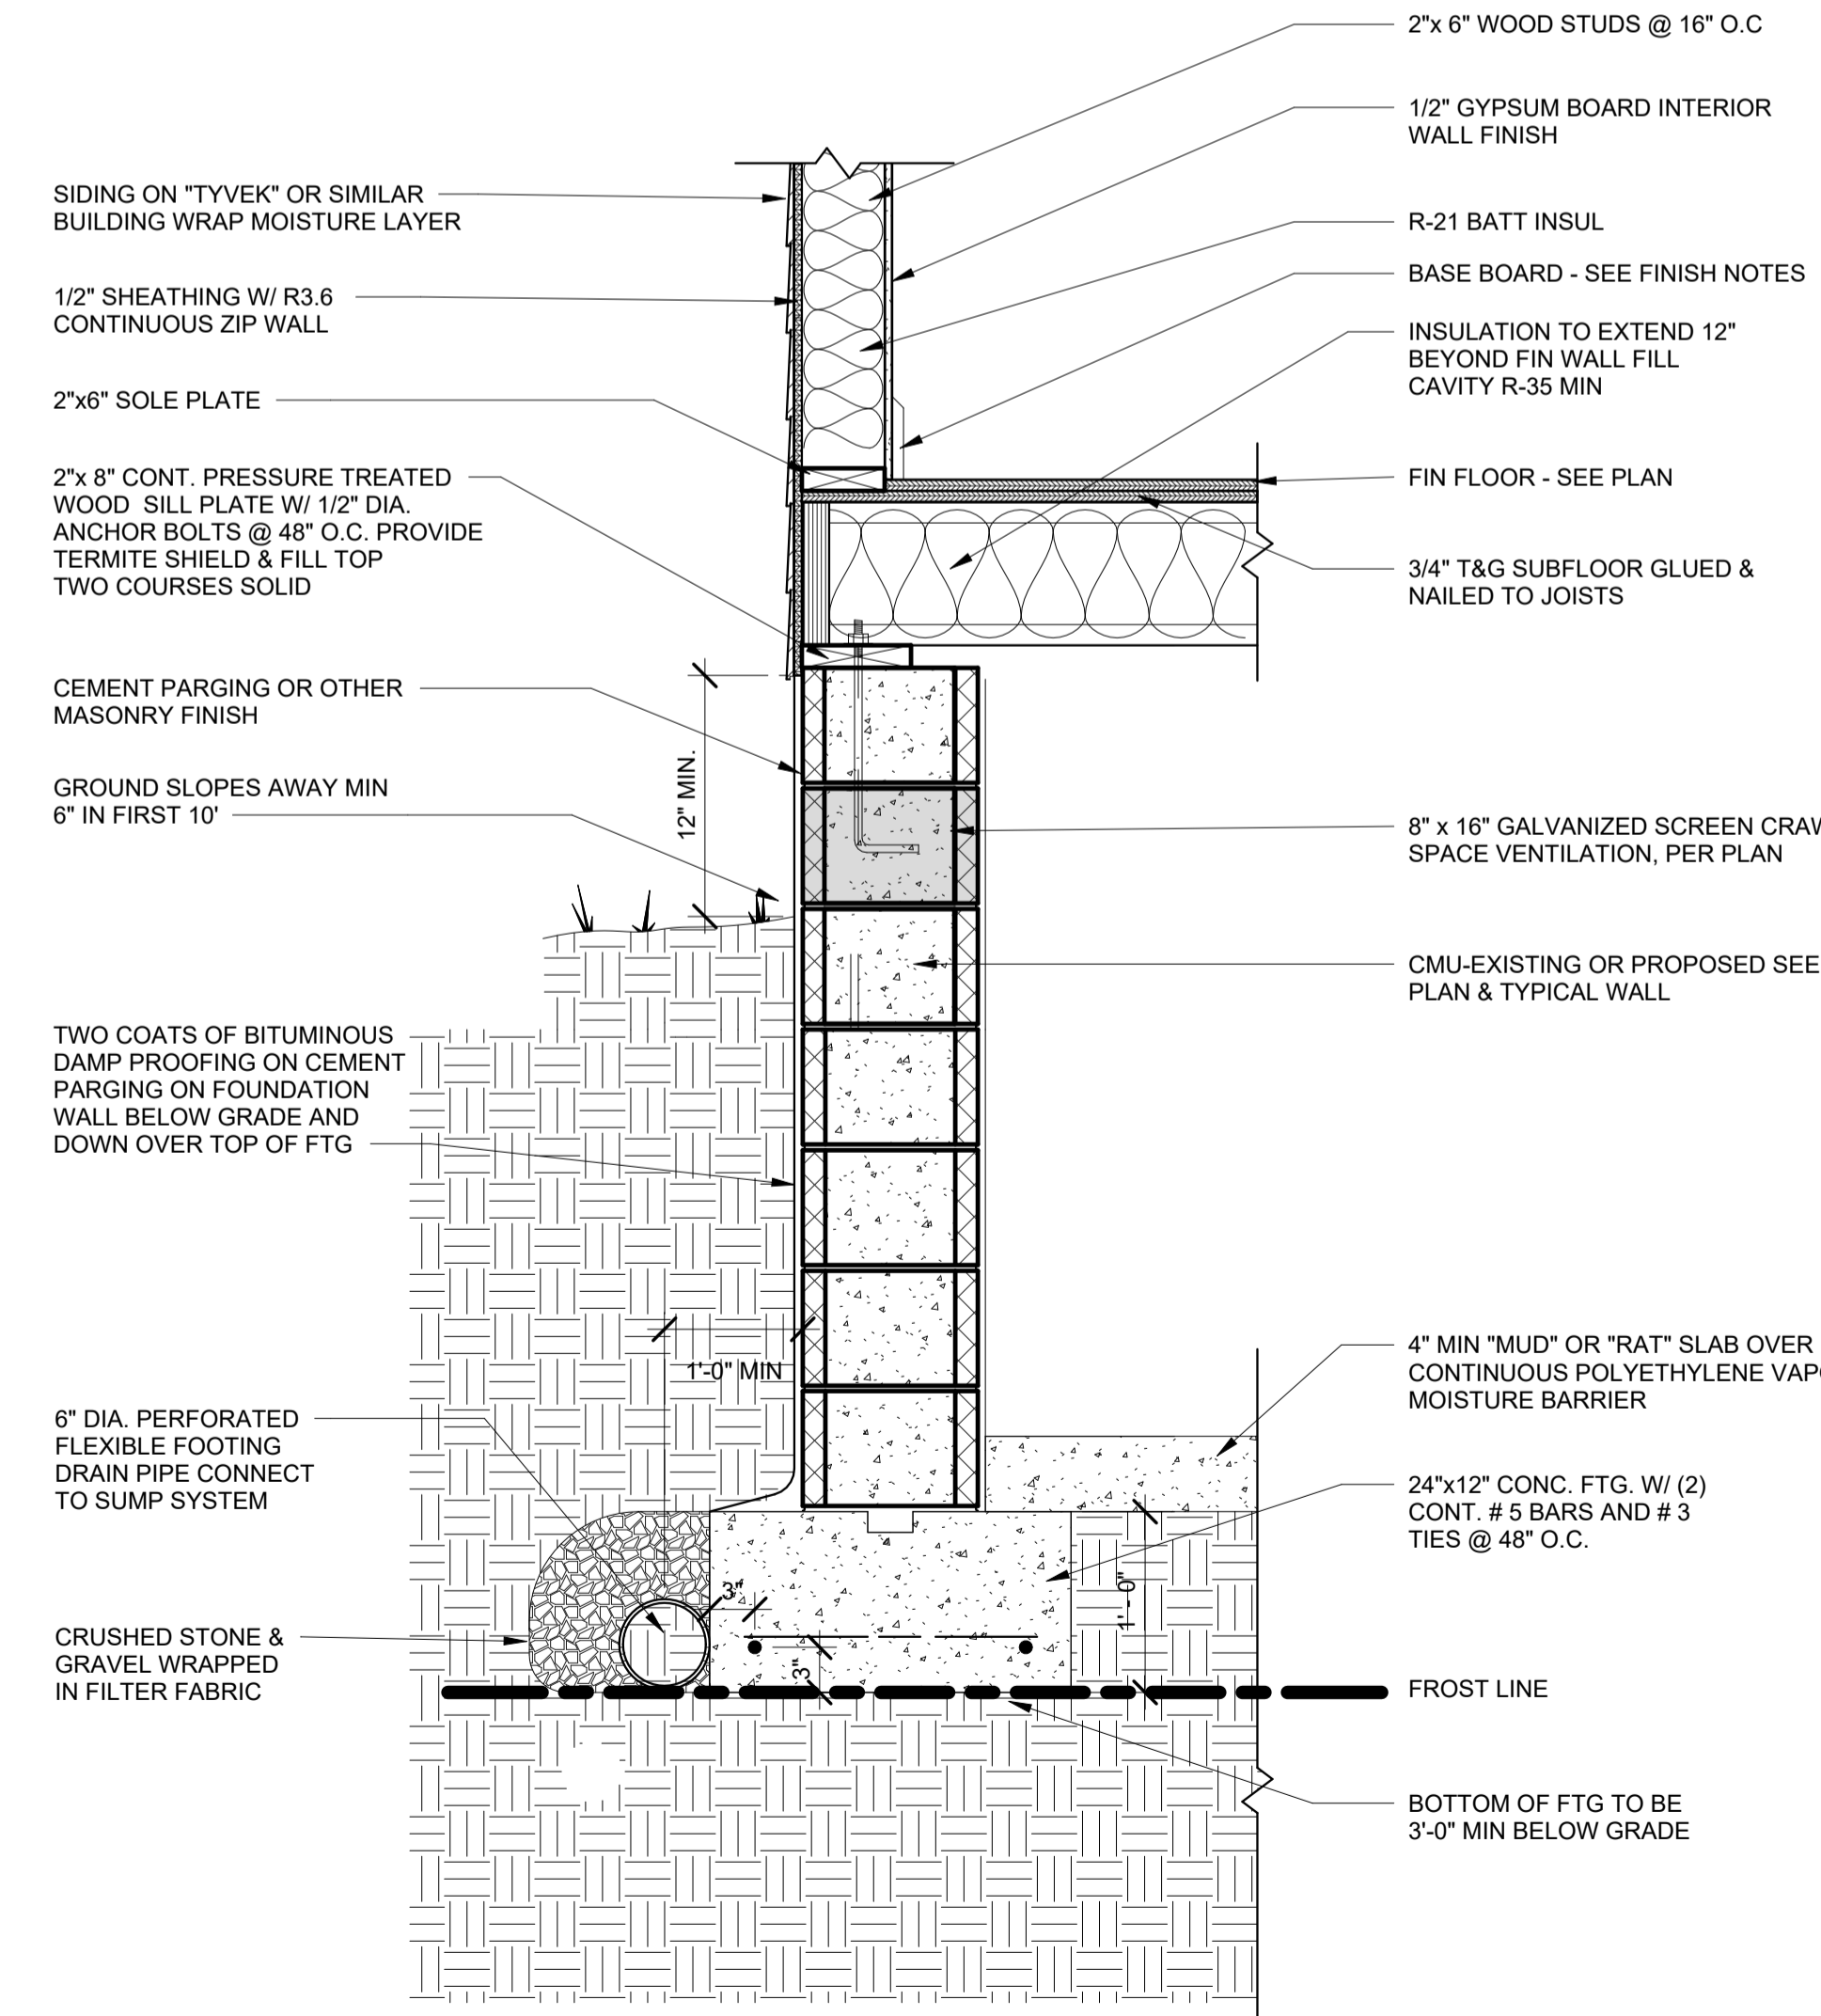 2"x 6" WOOD STUDS @ 16" O.C
1/2" GYPSUM BOARD INTERIOR
WALL FINISH
SIDING ON "TYVEK" OR SIMILAR
BUILDING WRAP MOISTURE LAYER
R-21 BATT INSUL
BASE BOARD - SEE FINISH NOTES
1/2" SHEATHING W/ R3.6
CONTINUOUS ZIP WALL
INSULATION TO EXTEND 12"
BEYOND FIN WALL FILL
CAVITY R-35 MIN
2"x6" SOLE PLATE
2"x 8" CONT. PRESSURE TREATED
WOOD  SILL PLATE W/ 1/2" DIA.
ANCHOR BOLTS @ 48" O.C. PROVIDE
TERMITE SHIELD & FILL TOP
TWO COURSES SOLID
FIN FLOOR - SEE PLAN
3/4" T&G SUBFLOOR GLUED &
NAILED TO JOISTS
CEMENT PARGING OR OTHER
MASONRY FINISH
12" MIN.
GROUND SLOPES AWAY MIN
6" IN FIRST 10'
8" x 16" GALVANIZED SCREEN CRAW
SPACE VENTILATION, PER PLAN
CMU-EXISTING OR PROPOSED SEE
PLAN & TYPICAL WALL
TWO COATS OF BITUMINOUS
DAMP PROOFING ON CEMENT
PARGING ON FOUNDATION
WALL BELOW GRADE AND
DOWN OVER TOP OF FTG
1'-0" MIN
4" MIN "MUD" OR "RAT" SLAB OVER
CONTINUOUS POLYETHYLENE VAPO
MOISTURE BARRIER
6" DIA. PERFORATED
FLEXIBLE FOOTING
DRAIN PIPE CONNECT
TO SUMP SYSTEM
24"x12" CONC. FTG. W/ (2)
CONT. # 5 BARS AND # 3
TIES @ 48" O.C.
3"
1'-0"
3"
CRUSHED STONE &
GRAVEL WRAPPED
IN FILTER FABRIC
FROST LINE
BOTTOM OF FTG TO BE
3'-0" MIN BELOW GRADE